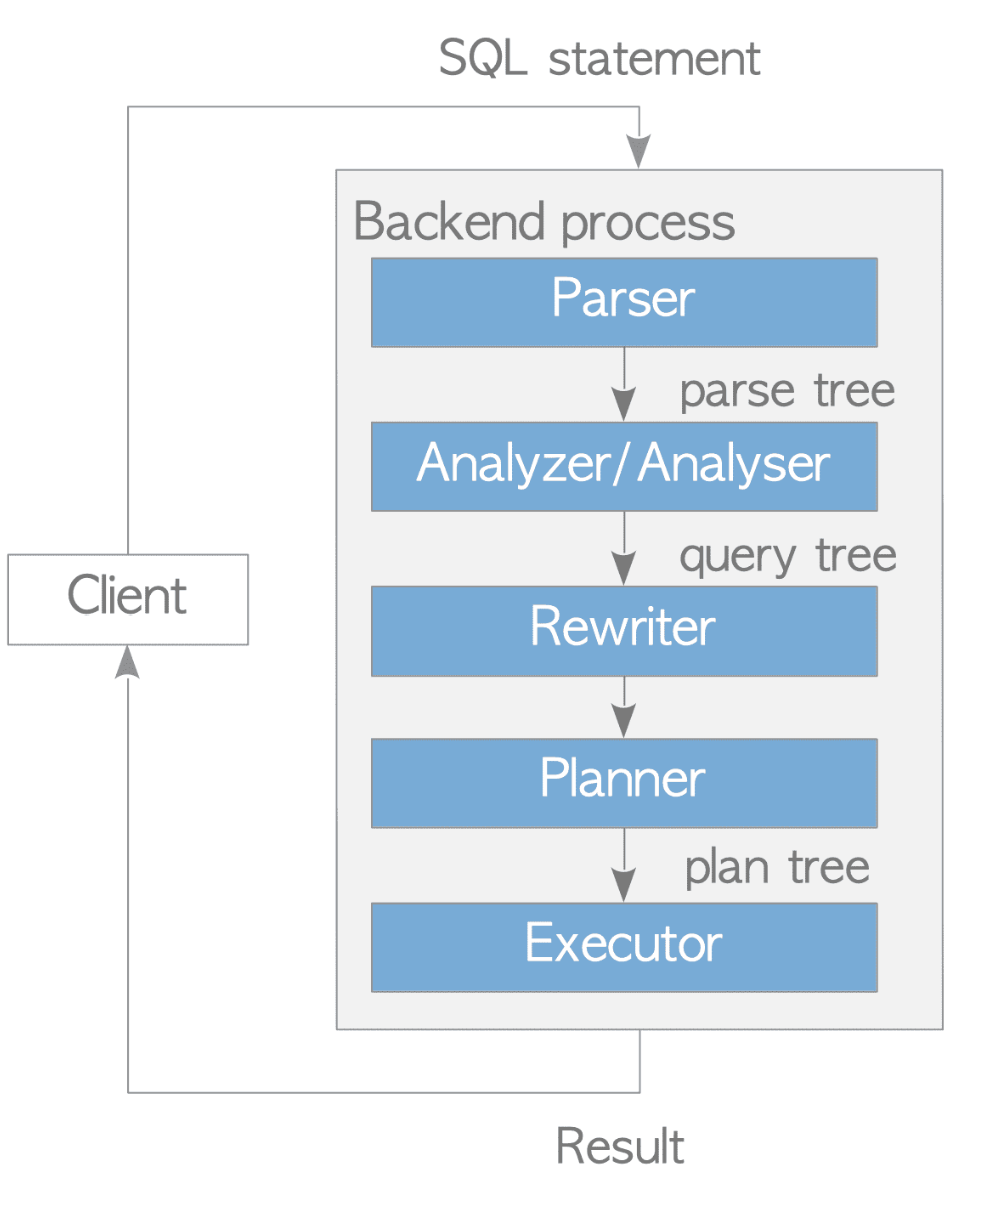 SQL statement
Backend process
Parser
parse tree
Analyzer/Analyser
query tree
Client
Rewriter
Planner
plan tree
Executor
Result